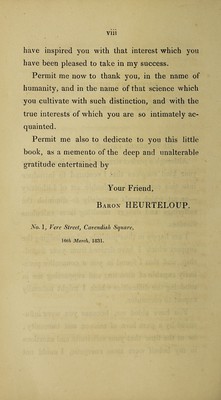 viii
have inspired you with that interest which you
have been pleased to take in my success.
Permit me now to thank you, in the name of
humanity, and in the name of that science which
you cultivate with such distinction, and with the
true interests of which you are so intimately ac-
quainted.
Permit me also to dedicate to you this little
book, as a memento of the deep and unalterable
gratitude entertained by
Your Friend,
Baron HEURTELOUP.
No. 1, Vere Street, Cavendish Square,
16th March, 1831.